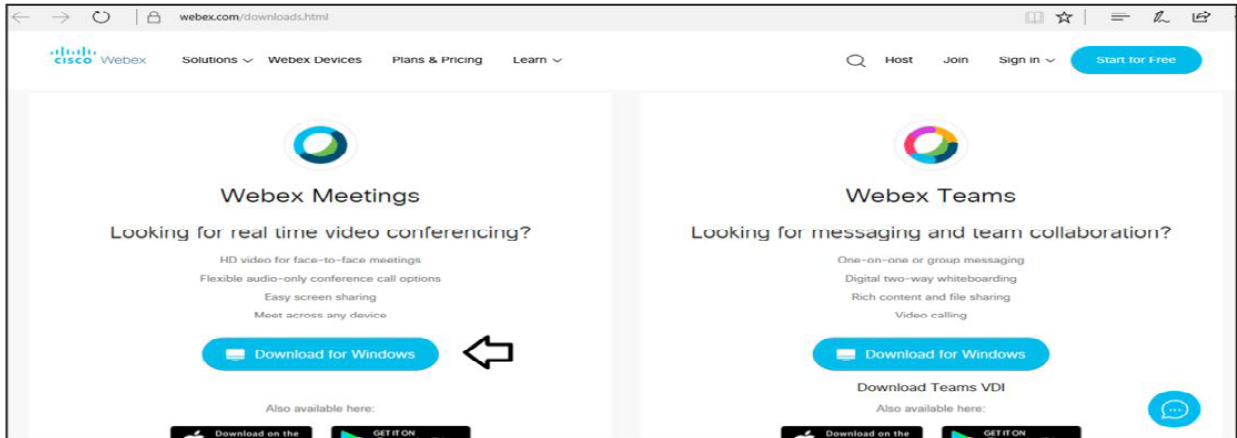 webex.com/downloads.html
CISCO Webex Solutions Webex Devices Plans & Pricing Learn Host Join Sign in Start for Free
Webex Meetings
Looking for real time video conferencing?
HD video for face-to-face meetings
Flexible audio-only conference call options
Easy screen sharing
Meet across any device
Download for Windows
Also available here:
Download on the
GET IT ON
Webex Teams
Looking for messaging and team collaboration?
One-on-one or group messaging
Digital two-way whiteboarding
Rich content and file sharing
Video calling
Download for Windows
Download Teams VDI
Also available here:
Download on the
GET IT ON